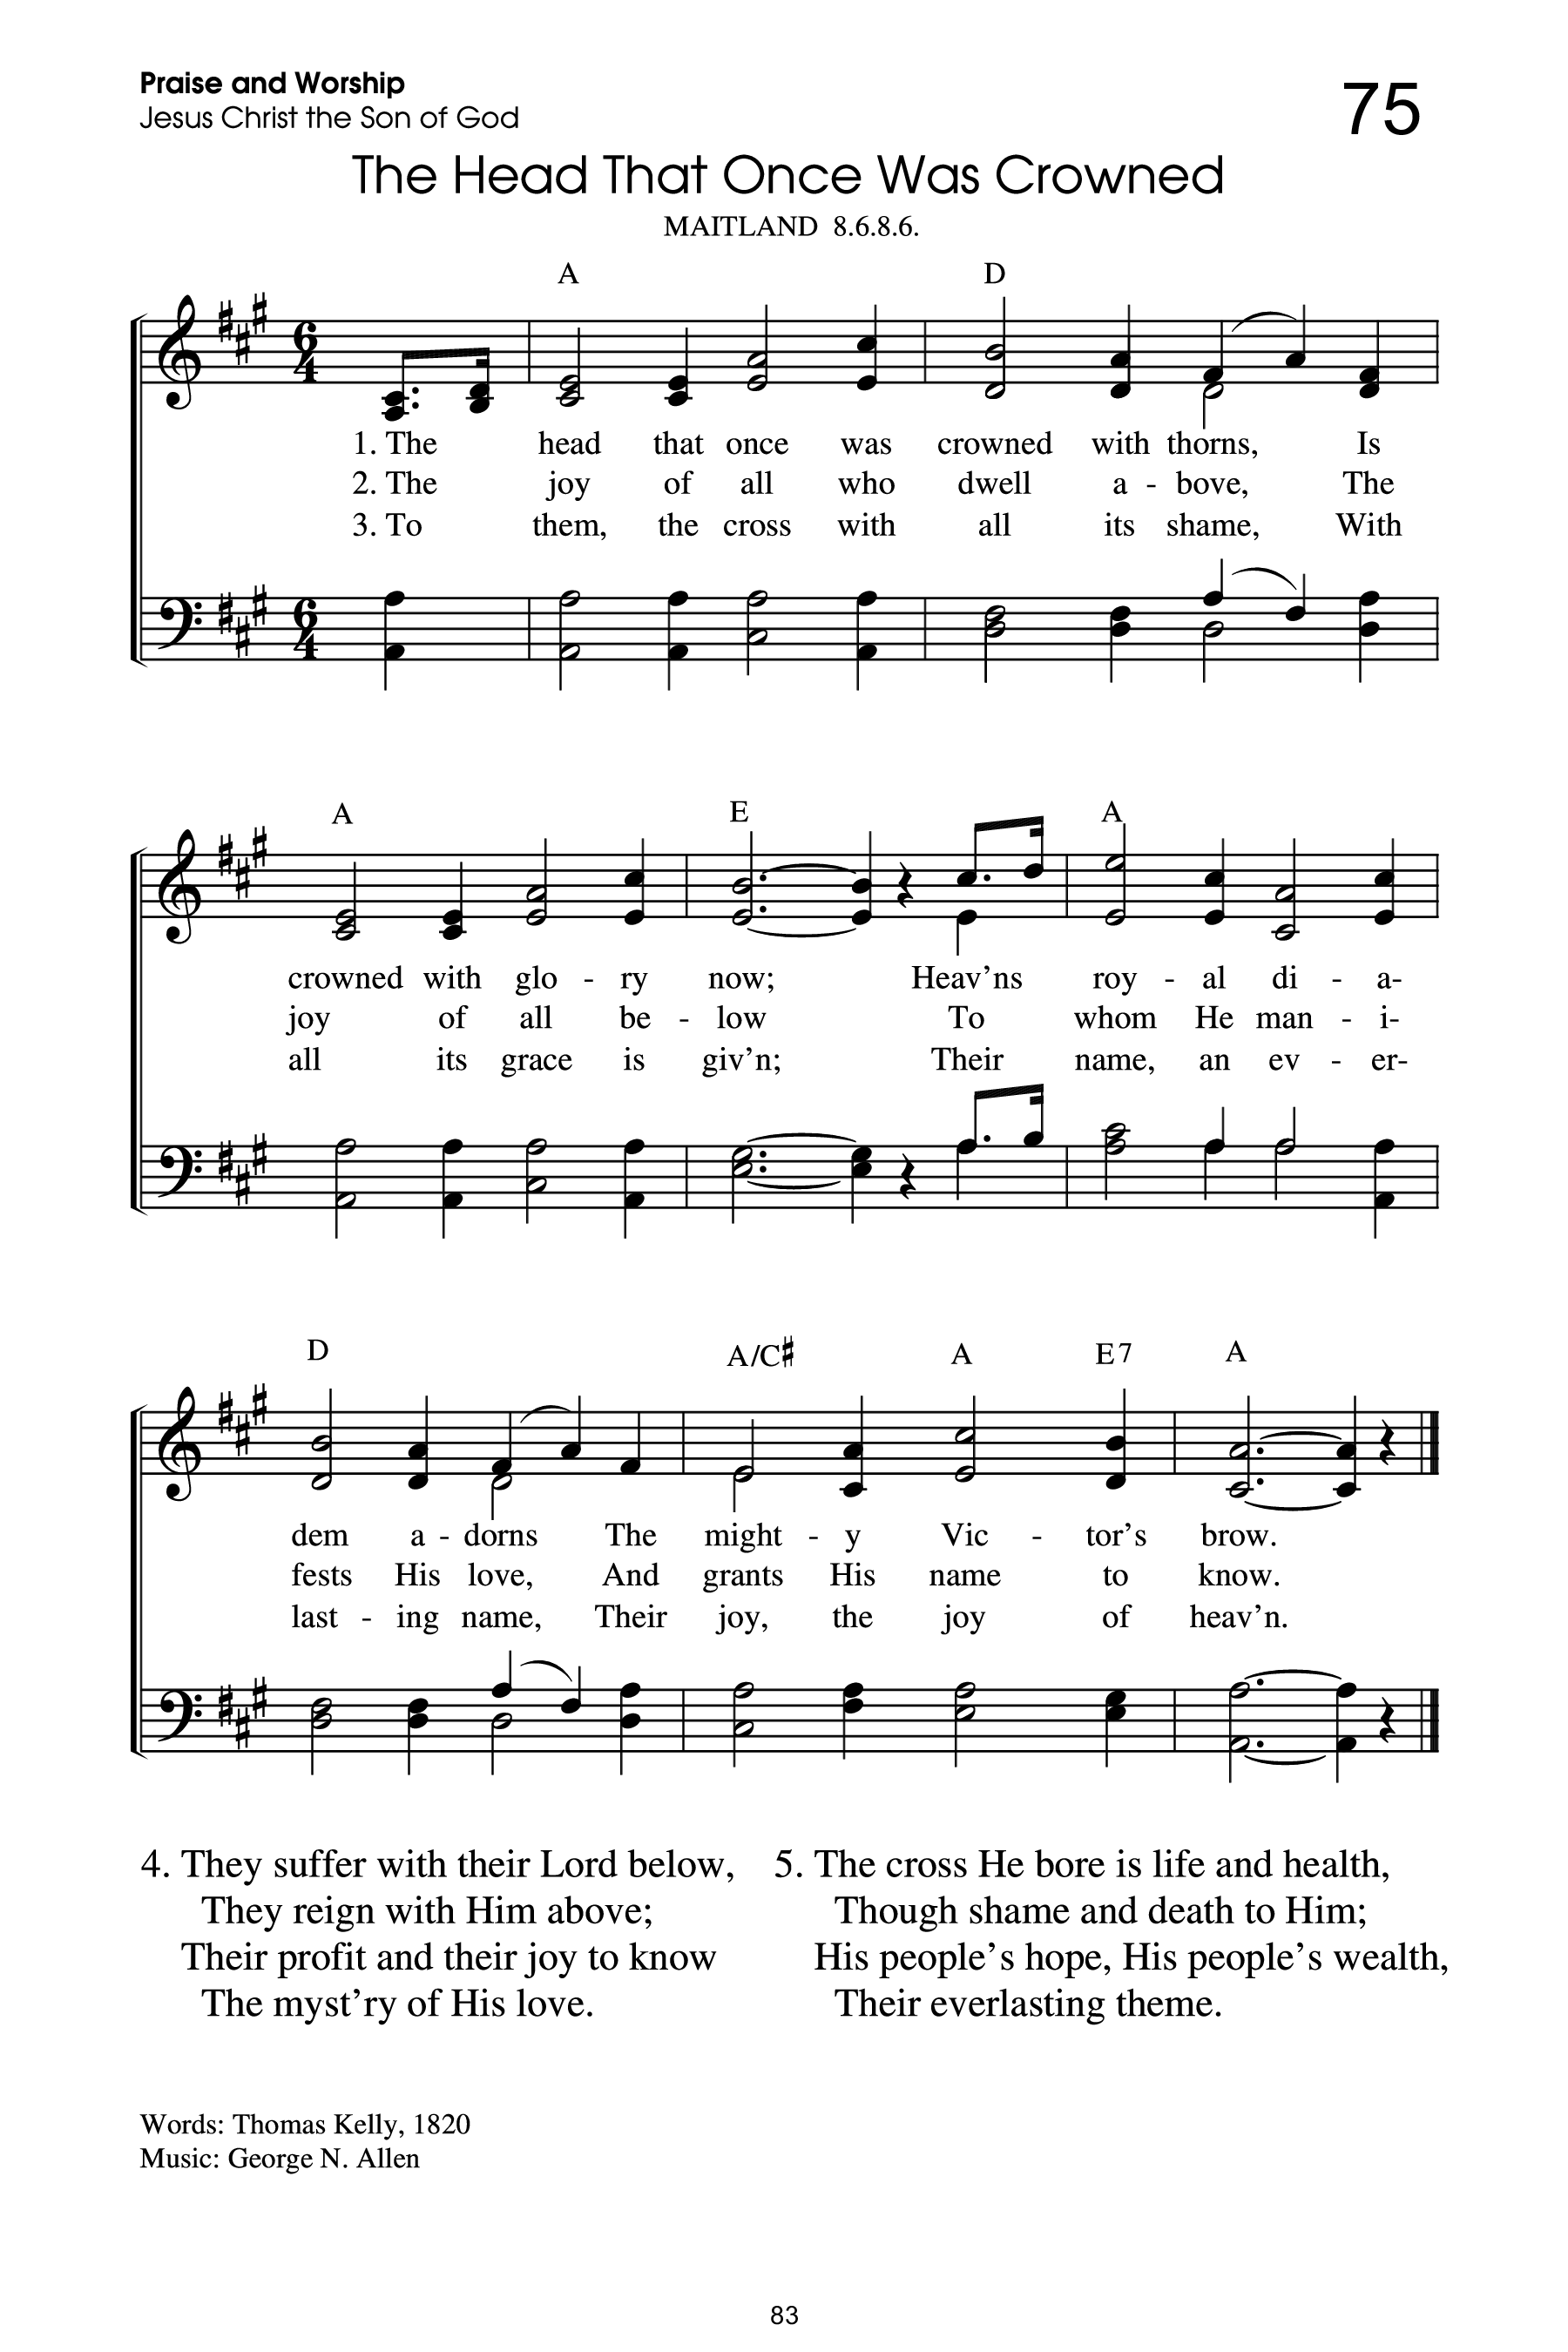 Praise and Worship
Jesus Christ the Son of God
75
The Head That Once Was Crowned
MAITLAND 8.6.8.6.
A D
6 4
1. The head that once was crowned with thorns, Is
2. The joy of all who dwell a - bove, The
3. To them, the cross with all its shame, With
6 4
A E A
crowned with glo - ry now; Heav'ns roy - al di - a-
joy of all be - low To whom He man - i-
all its grace is giv'n; Their name, an ev - er-
D A/C♯ A E7 A
dem a - dorns The might - y Vic - tor's brow.
fests His love, And grants His name to know.
last - ing name, Their joy, the joy of heav'n.
4. They suffer with their Lord below,
They reign with Him above;
Their profit and their joy to know
The myst'ry of His love.
5. The cross He bore is life and health,
Though shame and death to Him;
His people's hope, His people's wealth,
Their everlasting theme.
Words: Thomas Kelly, 1820
Music: George N. Allen
83